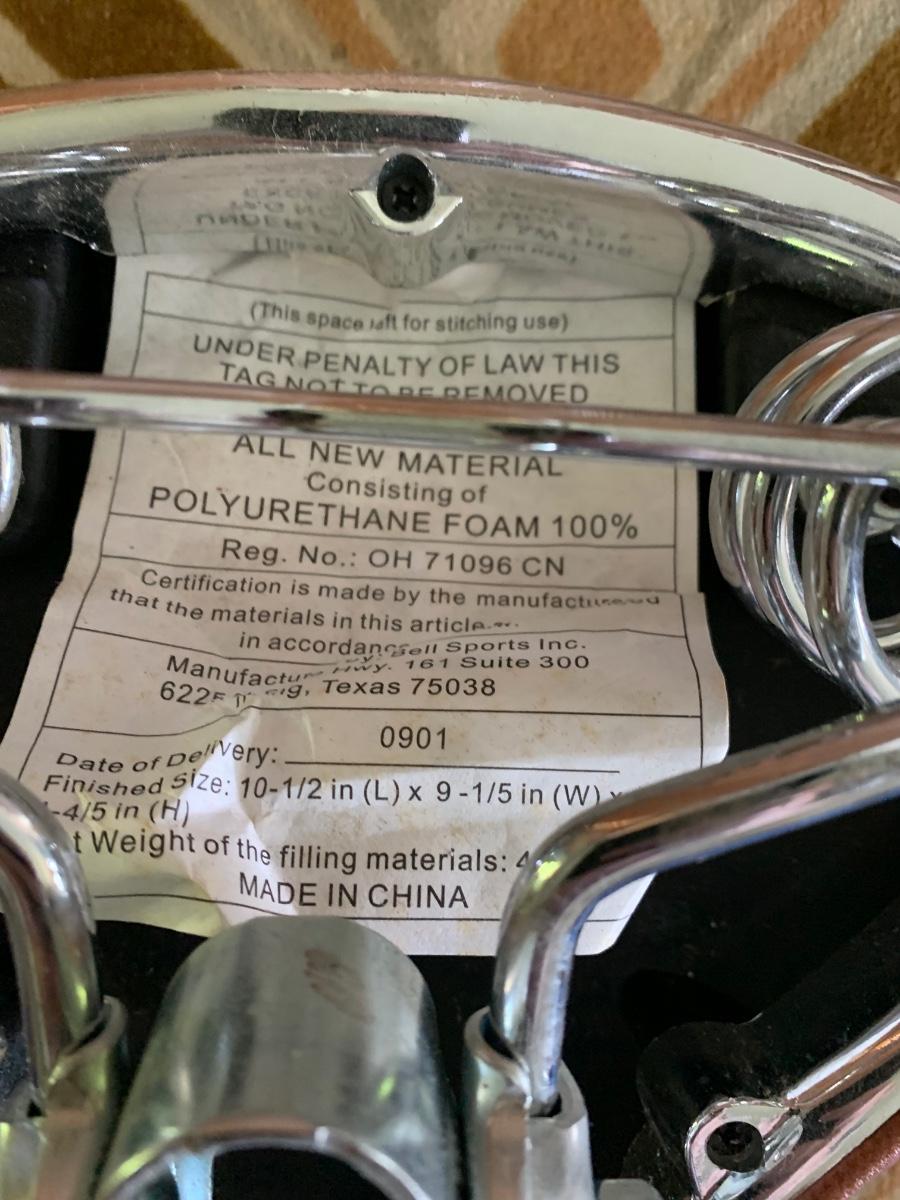 (This space left for stitching use)
UNDER PENALTY OF LAW THIS
TAG NOT TO BE REMOVED
ALL NEW MATERIAL
Consisting of
POLYURETHANE FOAM 100%
Reg. No.: OH 71096 CN
Certification is made by the
that the materials in this article
in Bell Sports Inc.
Hwy. 161 Suite 300
Texas 75038
Date of Delivery: 0901
Finished Size: 10-1/2 in (L) x 9 -1/5 in (W)
-4/5 in (H)
Weight of the filling materials:
MADE IN CHINA